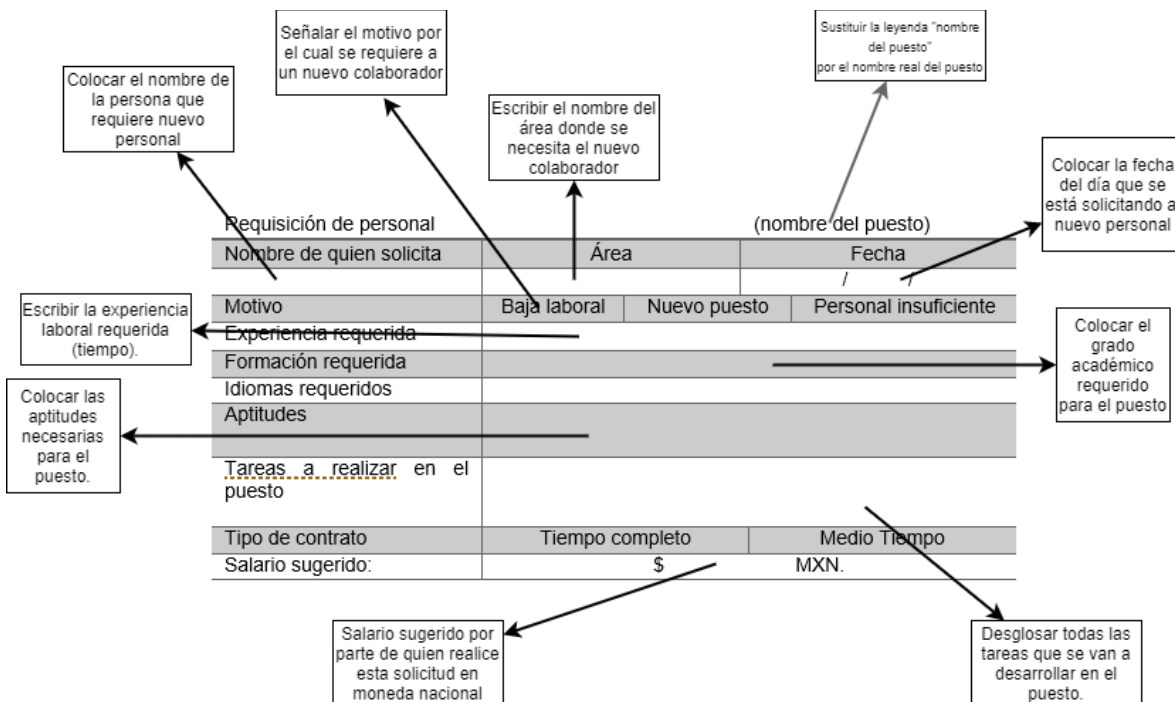 Señalar el motivo por
el cual se requiere a
un nuevo colaborador
Sustituir la leyenda "nombre
del puesto"
por el nombre real del puesto
Colocar el nombre de
la persona que
requiere nuevo
personal
Escribir el nombre del
área donde se
necesita el nuevo
colaborador
Colocar la fecha
del día que se
está solicitando a
nuevo personal
Requisición de personal (nombre del puesto)
Nombre de quien solicita Área Fecha
/ /
Motivo Baja laboral Nuevo puesto Personal insuficiente
Experiencia requerida
Formación requerida
Idiomas requeridos
Aptitudes
Tareas a realizar en el
puesto
Tipo de contrato Tiempo completo Medio Tiempo
Salario sugerido: $ MXN.
Escribir la experiencia
laboral requerida
(tiempo).
Colocar el
grado
académico
requerido
para el puesto
Colocar las
aptitudes
necesarias
para el
puesto.
Salario sugerido por
parte de quien realice
esta solicitud en
moneda nacional
Desglosar todas las
tareas que se van a
desarrollar en el
puesto.